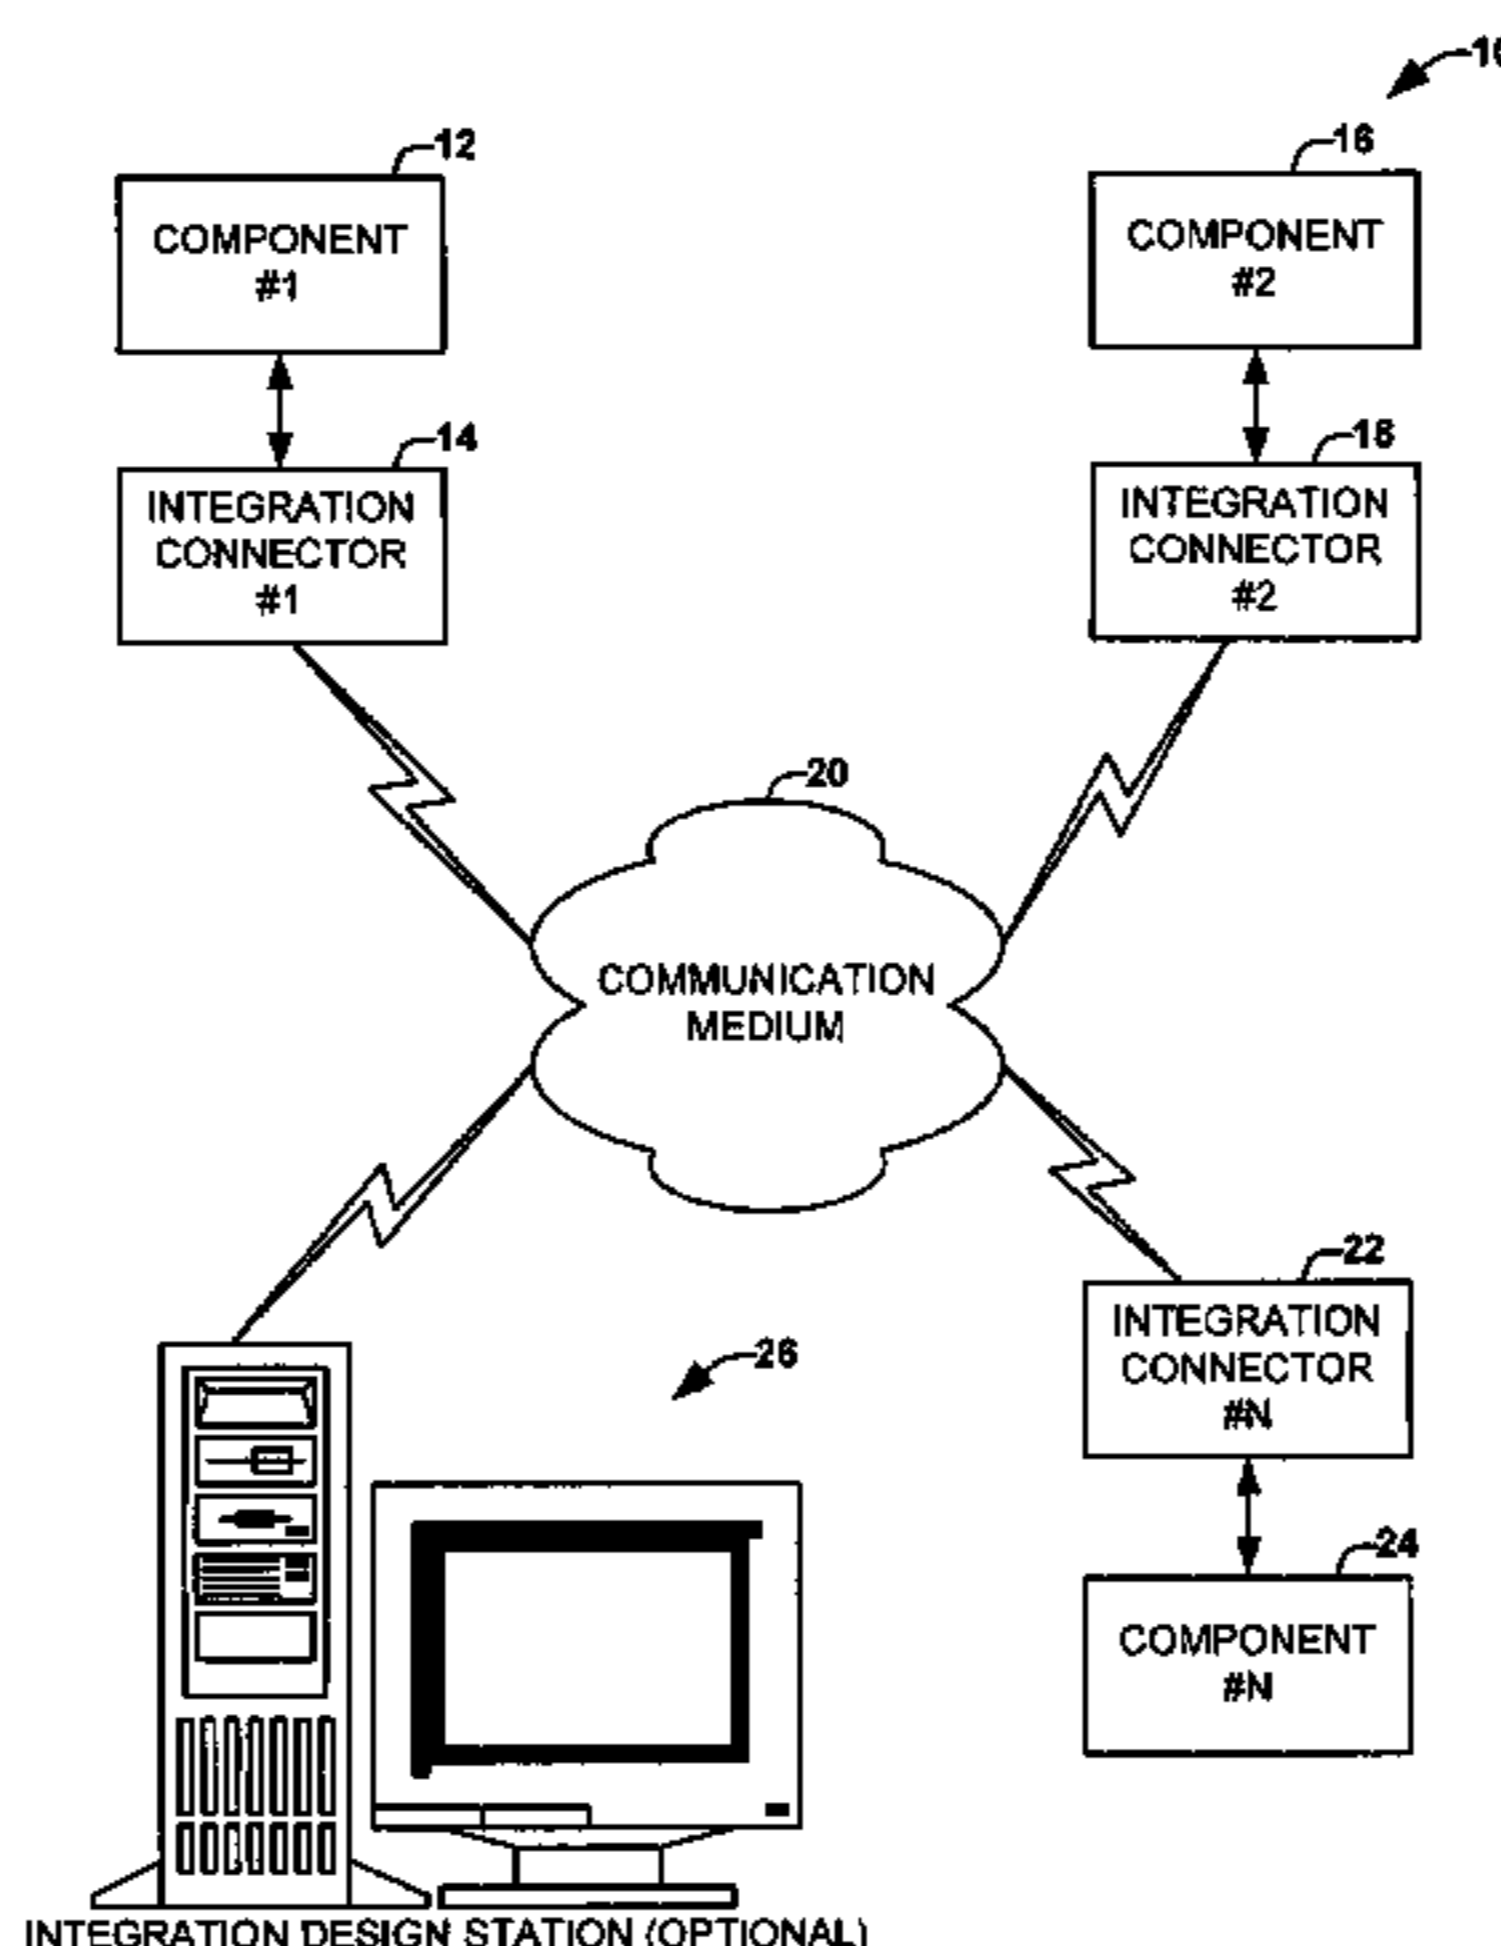 10
12
COMPONENT
#1
16
COMPONENT
#2
14
INTEGRATION
CONNECTOR
#1
18
INTEGRATION
CONNECTOR
#2
20
COMMUNICATION
MEDIUM
22
INTEGRATION
CONNECTOR
#N
26
24
COMPONENT
#N
INTEGRATION DESIGN STATION (OPTIONAL)